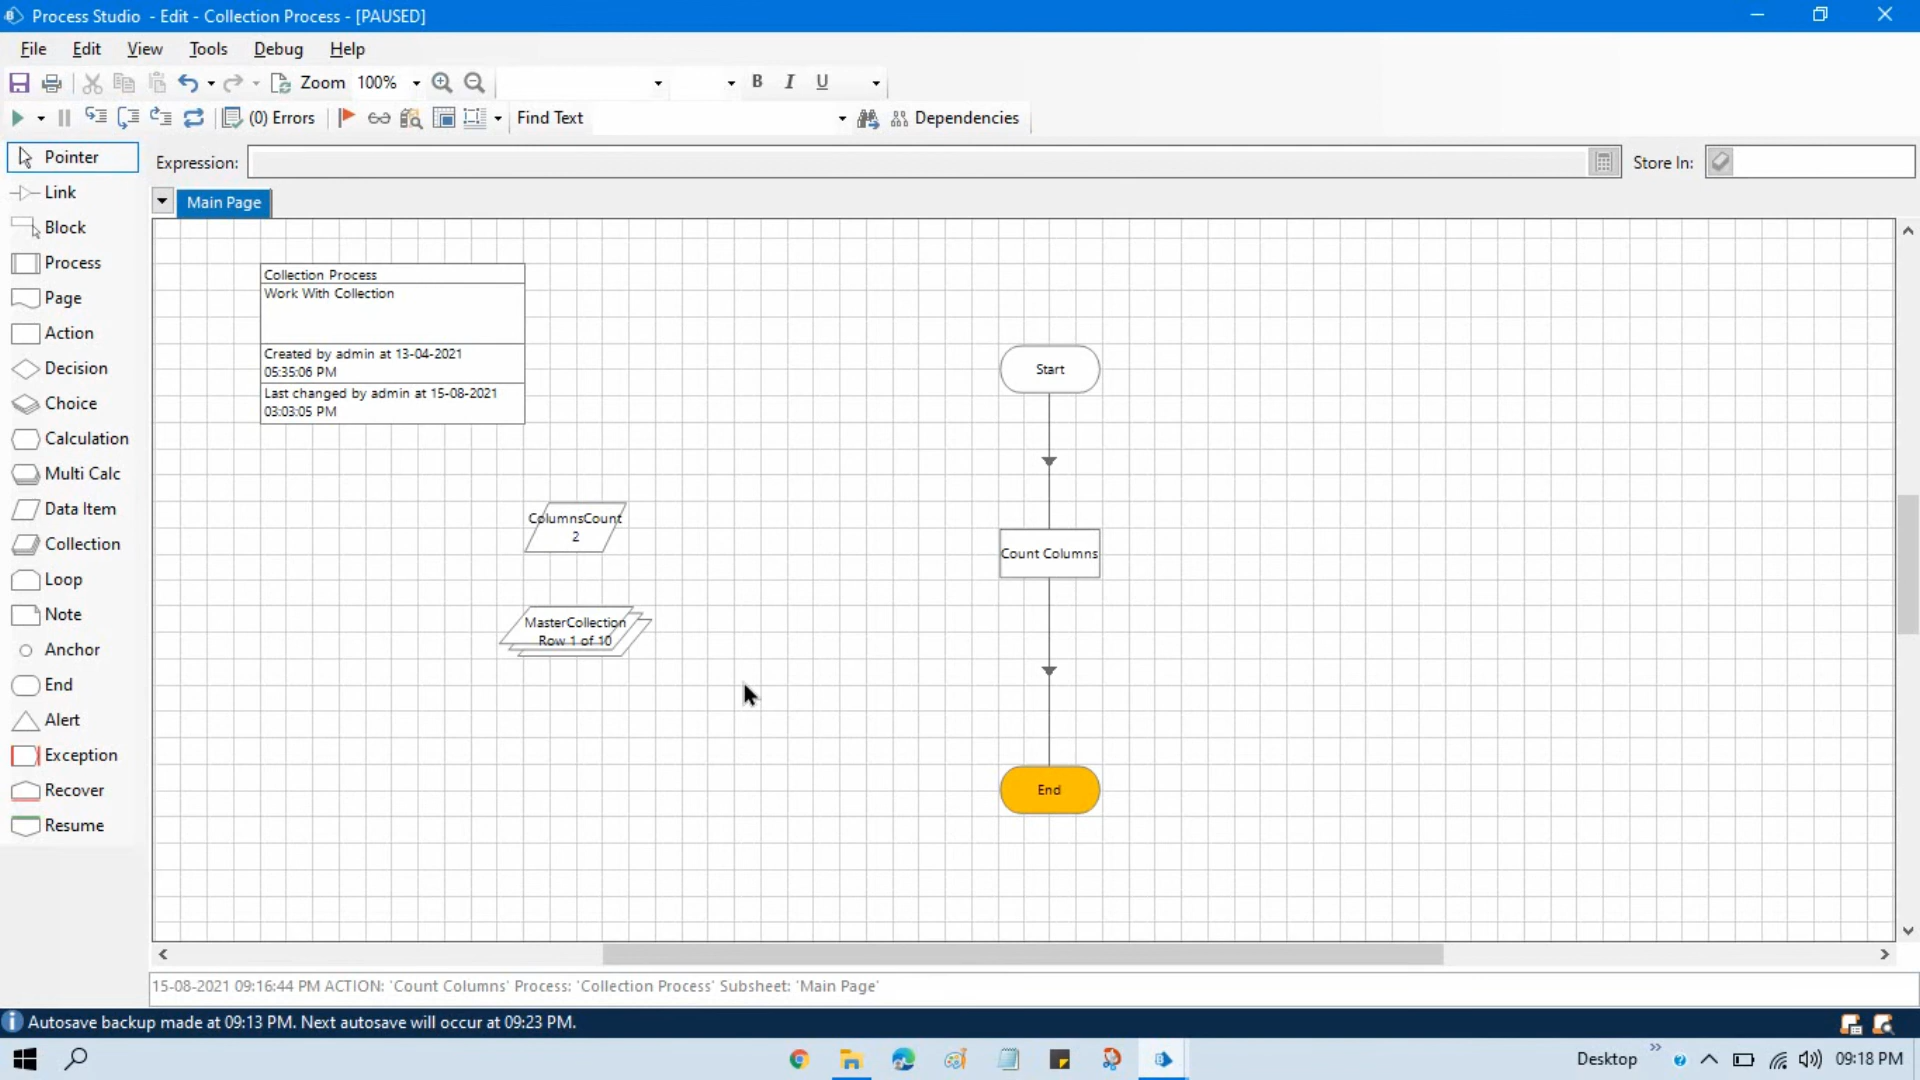 Process Studio - Edit - Collection Process - [PAUSED]
File Edit View Tools Debug Help
Zoom 100% B I U
(0) Errors Find Text Dependencies
Pointer
Link
Block
Process
Page
Action
Decision
Choice
Calculation
Multi Calc
Data Item
Collection
Loop
Note
Anchor
End
Alert
Exception
Recover
Resume
Expression: Store In:
Main Page
Collection Process
Work With Collection
Created by admin at 13-04-2021
05:35:06 PM
Last changed by admin at 15-08-2021
03:03:05 PM
ColumnsCount
2
MasterCollection
Row 1 of 10
Start
Count Columns
End
15-08-2021 09:16:44 PM ACTION: 'Count Columns' Process: 'Collection Process' Subsheet: 'Main Page'
Autosave backup made at 09:13 PM. Next autosave will occur at 09:23 PM.
Desktop 09:18 PM